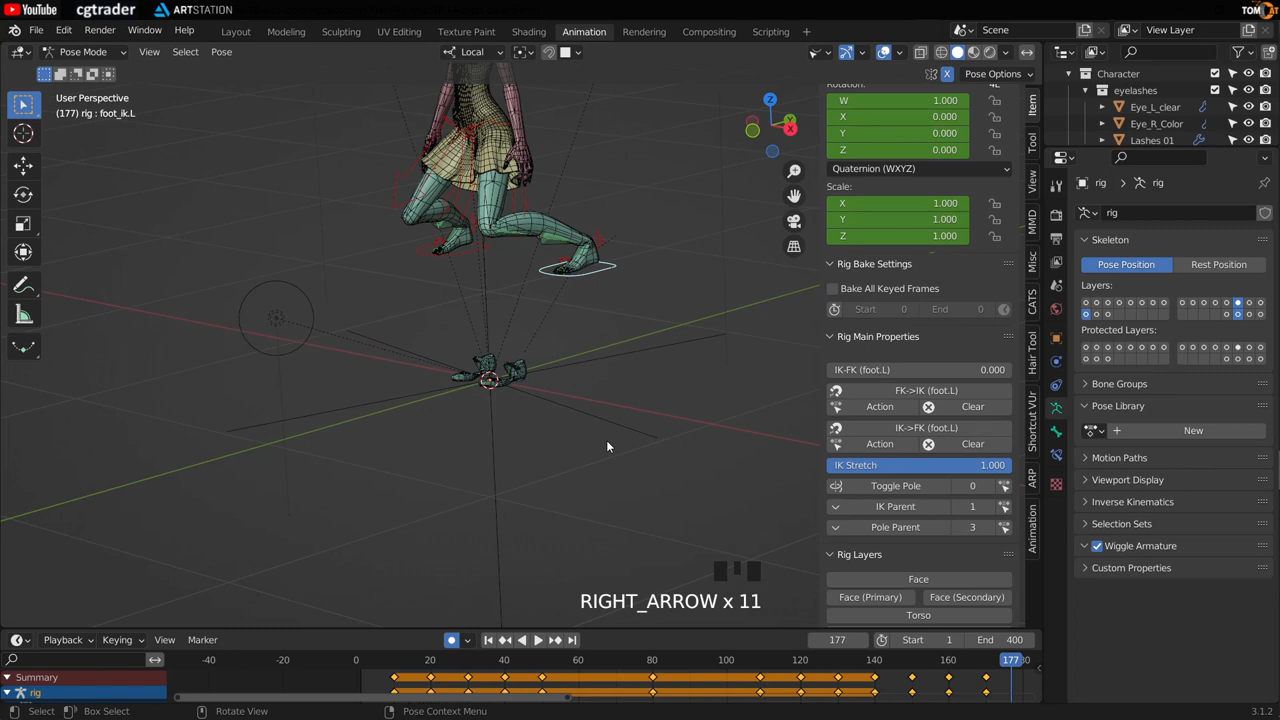 YouTube cgtrader ARTSTATION TOM CAT
File Edit Render Window Help Layout Modeling Sculpting UV Editing Texture Paint Shading Animation Rendering Compositing Scripting + Scene View Layer
Pose Mode View Select Pose Local
X Pose Options
User Perspective
(177) rig : foot_ik.L
Z
Y
X
Rotation: 4L
W 1.000
X 0.000
Y 0.000
Z 0.000
Quaternion (WXYZ)
Scale:
X 1.000
Y 1.000
Z 1.000
Rig Bake Settings
Bake All Keyed Frames
Start 0 End 0
Rig Main Properties
IK-FK (foot.L) 0.000
FK->IK (foot.L)
Action Clear
IK->FK (foot.L)
Action Clear
IK Stretch 1.000
Toggle Pole 0
IK Parent 1
Pole Parent 3
Rig Layers
Face
Face (Primary) Face (Secondary)
Torso
Item
Tool
View
MMD
Misc
CATS
Hair Tool
Shortcut VUr
ARP
Animation
Character
eyelashes
Eye_L_clear
Eye_R_Color
Lashes 01
rig rig
rig
Skeleton
Pose Position Rest Position
Layers:
Protected Layers:
Bone Groups
Pose Library
+ New
Motion Paths
Viewport Display
Inverse Kinematics
Selection Sets
Wiggle Armature
Custom Properties
RIGHT_ARROW x 11
Playback Keying View Marker 177 Start 1 End 400
-40 -20 0 20 40 60 80 100 120 140 160 177
Summary
rig
Select Box Select Rotate View Pose Context Menu 3.1.2